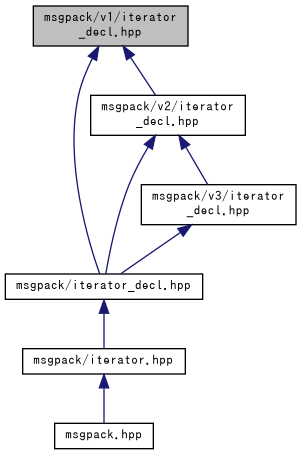 msgpack/v1/iterator
_decl.hpp
msgpack/v2/iterator
_decl.hpp
msgpack/v3/iterator
_decl.hpp
msgpack/iterator_decl.hpp
msgpack/iterator.hpp
msgpack.hpp